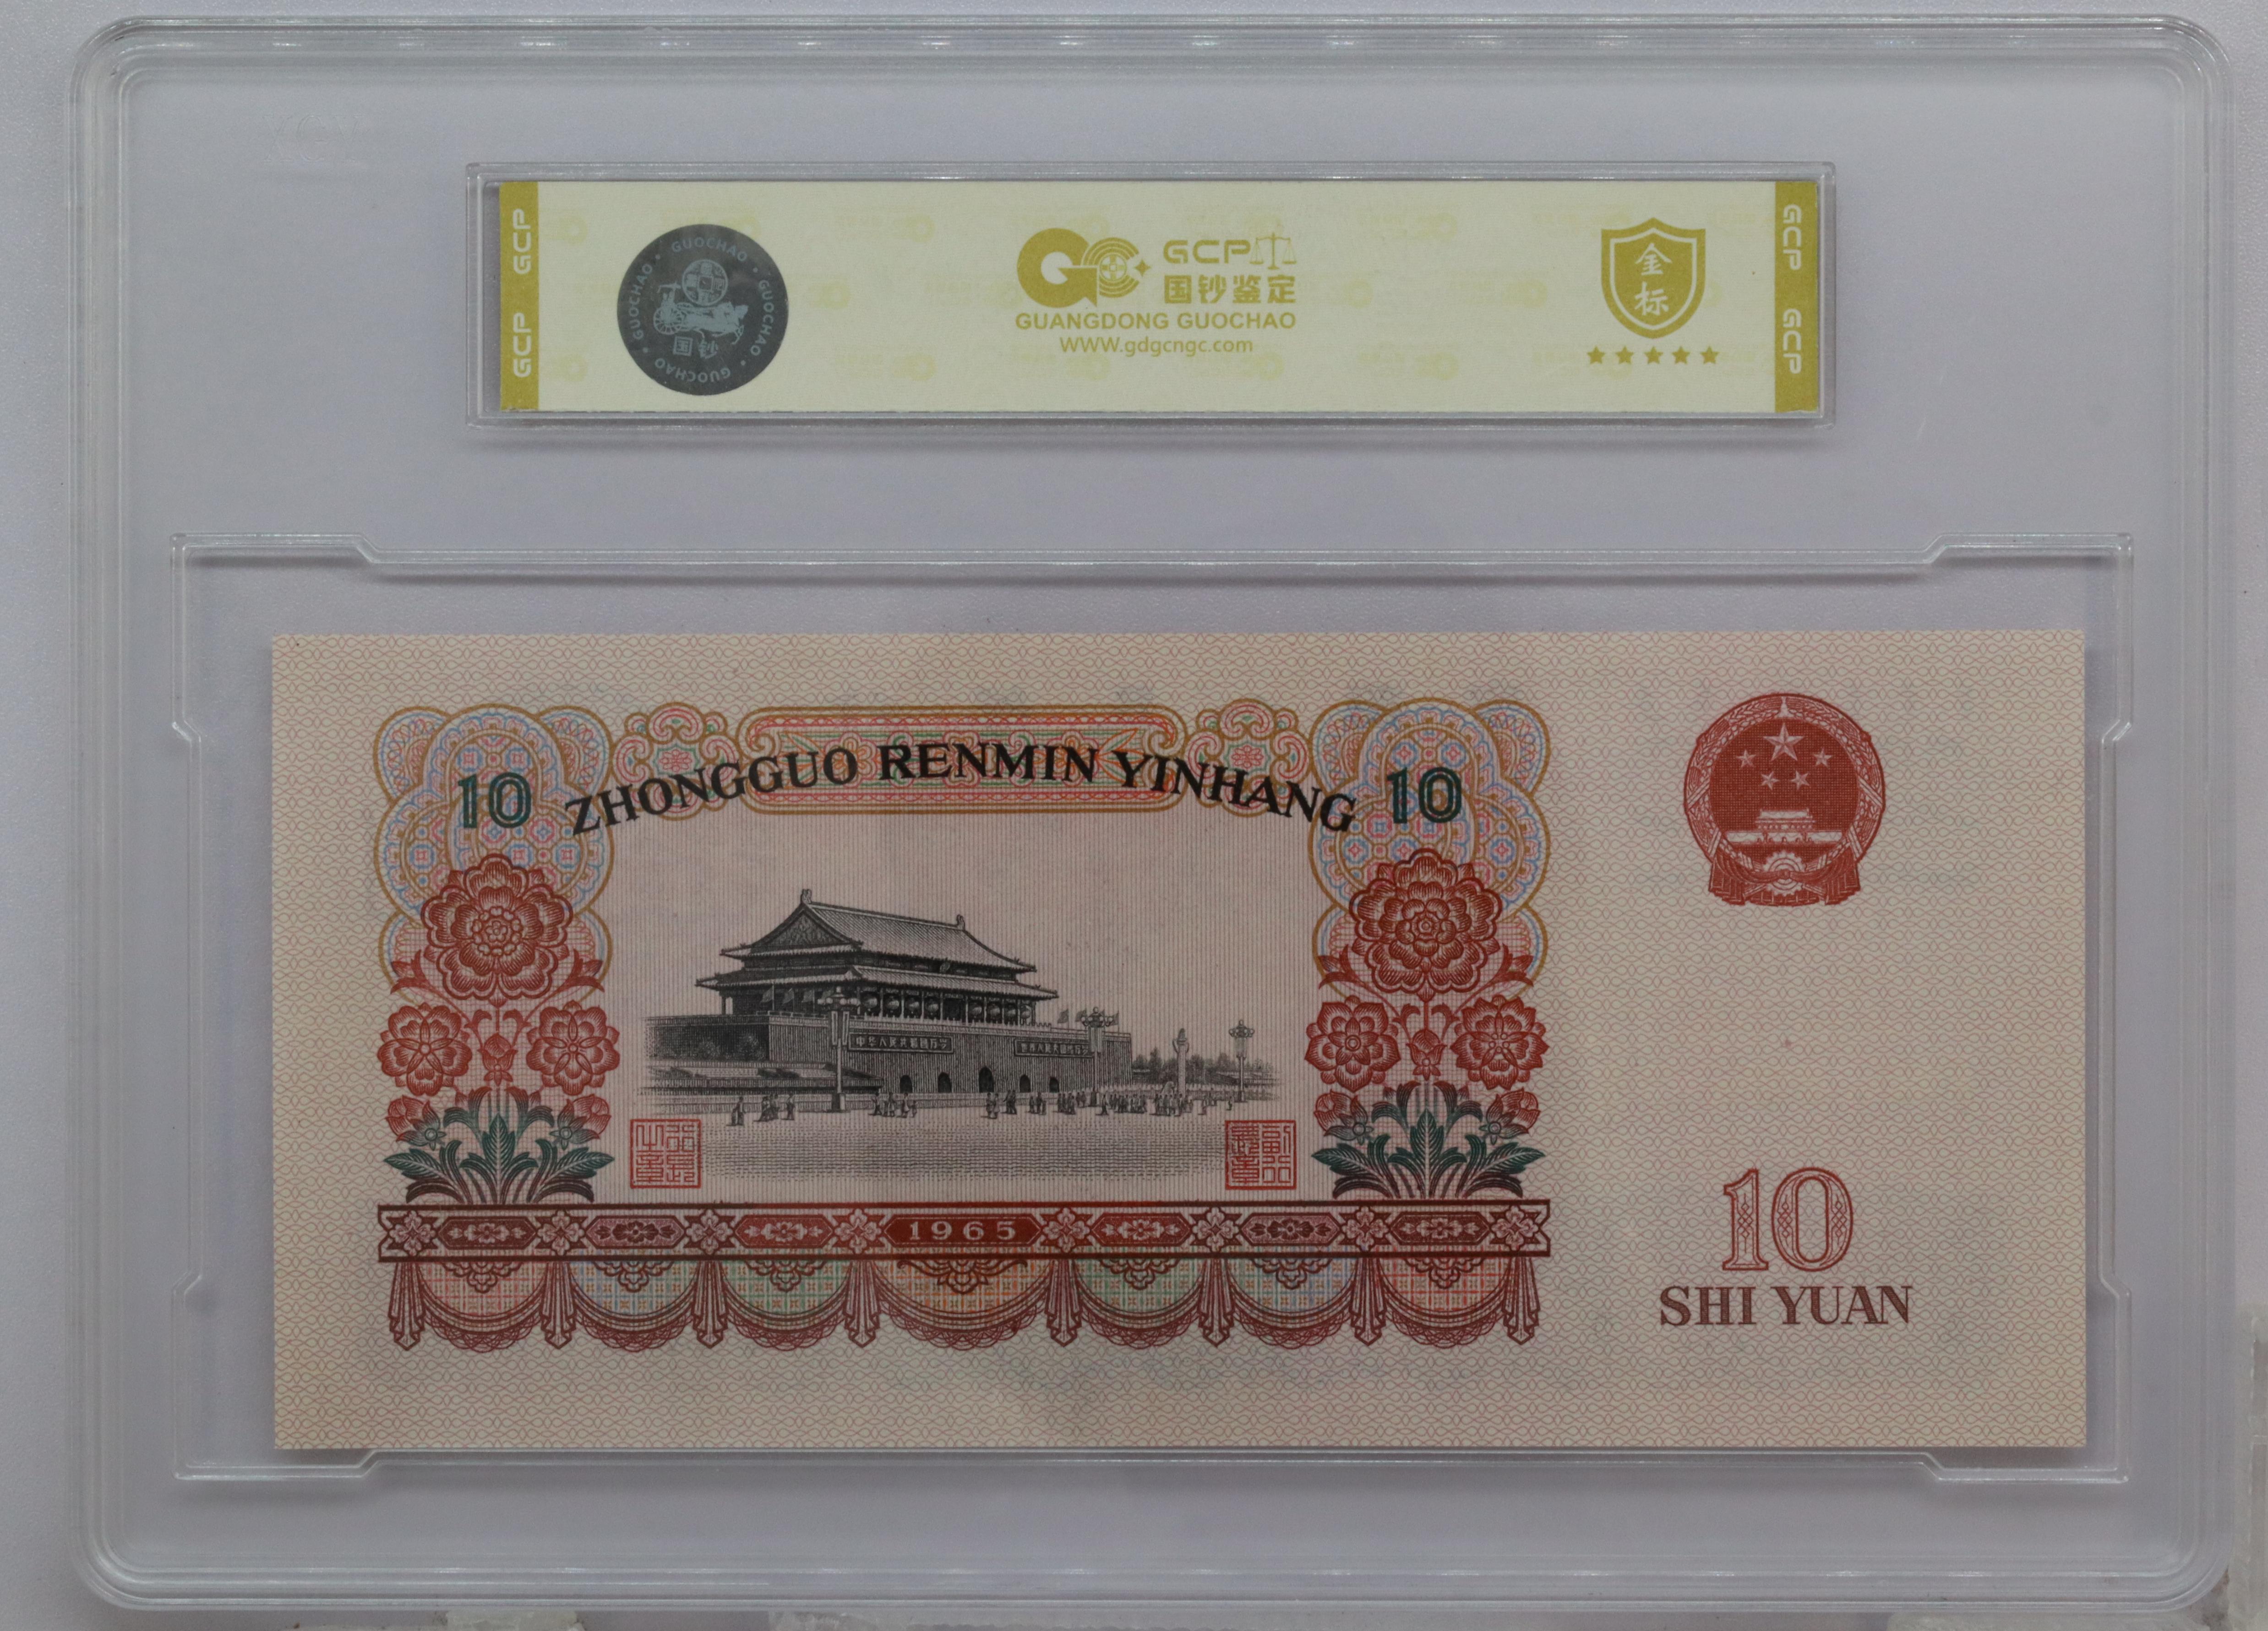 GCP GCP
GUOCHAO · GUOCHAO · GUOCHAO · GUOCHAO
国钞
GCP
国钞鉴定
GUANGDONG GUOCHAO
WWW.gdgcngc.com
金标
GCP GCP
ZHONGGUO RENMIN YINHANG
10
10
1965
10
SHI YUAN